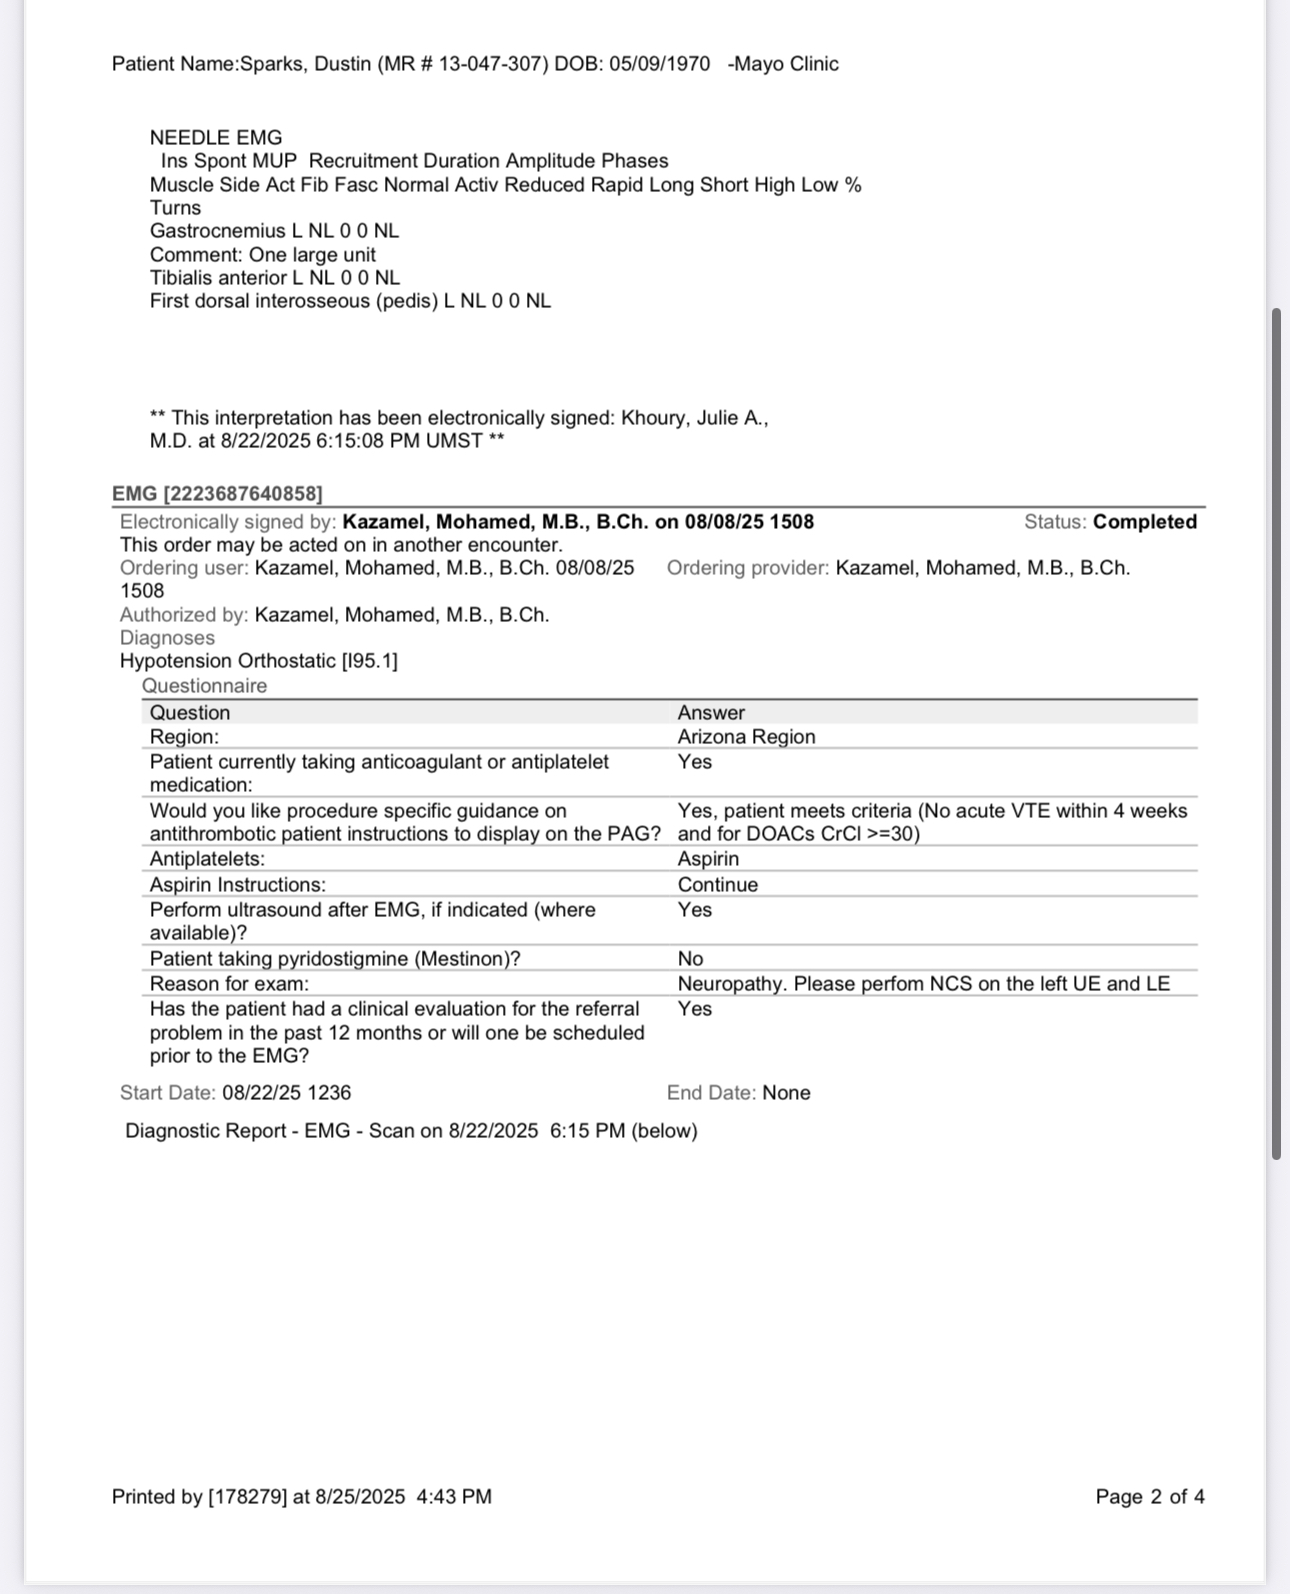 Patient Name:Sparks, Dustin (MR # 13-047-307) DOB: 05/09/1970 -Mayo Clinic
NEEDLE EMG
Ins Spont MUP Recruitment Duration Amplitude Phases
Muscle Side Act Fib Fasc Normal Activ Reduced Rapid Long Short High Low %
Turns
Gastrocnemius L NL 0 0 NL
Comment: One large unit
Tibialis anterior L NL 0 0 NL
First dorsal interosseous (pedis) L NL 0 0 NL
** This interpretation has been electronically signed: Khoury, Julie A.,
M.D. at 8/22/2025 6:15:08 PM UMST **
EMG [2223687640858]
Electronically signed by: Kazamel, Mohamed, M.B., B.Ch. on 08/08/25 1508 Status: Completed
This order may be acted on in another encounter.
Ordering user: Kazamel, Mohamed, M.B., B.Ch. 08/08/25 Ordering provider: Kazamel, Mohamed, M.B., B.Ch.
1508
Authorized by: Kazamel, Mohamed, M.B., B.Ch.
Diagnoses
Hypotension Orthostatic [I95.1]
Questionnaire
Question Answer
Region: Arizona Region
Patient currently taking anticoagulant or antiplatelet Yes
medication:
Would you like procedure specific guidance on Yes, patient meets criteria (No acute VTE within 4 weeks
antithrombotic patient instructions to display on the PAG? and for DOACs CrCl >=30)
Antiplatelets: Aspirin
Aspirin Instructions: Continue
Perform ultrasound after EMG, if indicated (where Yes
available)?
Patient taking pyridostigmine (Mestinon)? No
Reason for exam: Neuropathy. Please perfom NCS on the left UE and LE
Has the patient had a clinical evaluation for the referral Yes
problem in the past 12 months or will one be scheduled
prior to the EMG?
Start Date: 08/22/25 1236 End Date: None
Diagnostic Report - EMG - Scan on 8/22/2025 6:15 PM (below)
Printed by [178279] at 8/25/2025 4:43 PM Page 2 of 4